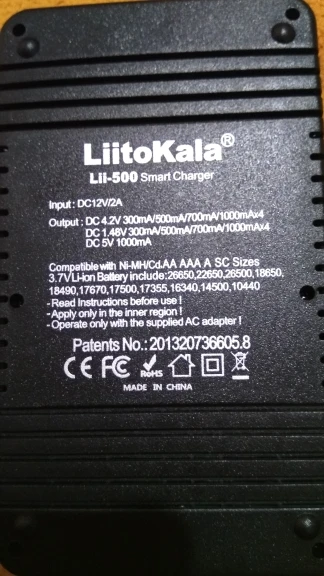 LiitoKala®
Lii-500 Smart Charger
Input : DC12V/2A
Output : DC 4.2V 300mA/500mA/700mA/1000mAx4
DC 1.48V 300mA/500mA/700mA/1000mAx4
DC 5V 1000mA
Compatible with Ni-MH/Cd.AA AAA A SC Sizes
3.7V Li-ion Battery include:26650,22650,26500,18650,
18490,17670,17500,17355,16340,14500,10440
- Read Instructions before use !
- Apply only in the inner region !
- Operate only with the supplied AC adapter !
Patents No.: 201320736605.8
CE FC RoHS
MADE IN CHINA